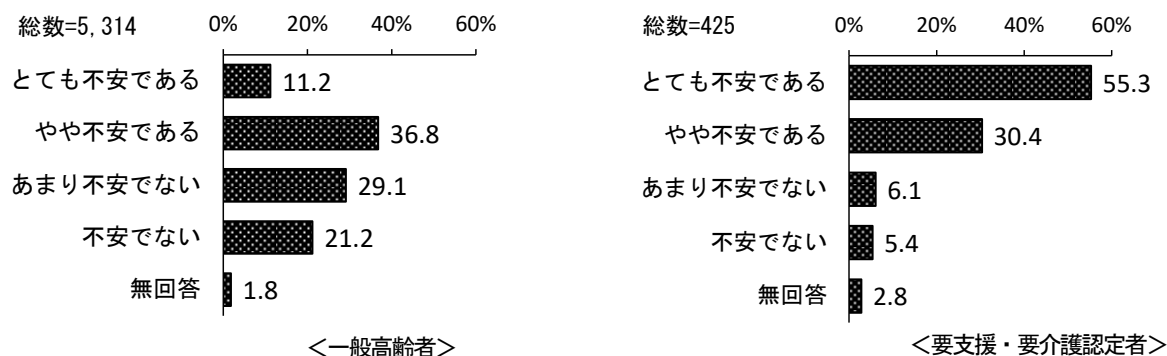 総数=5,314
0% 20% 40% 60%
とても不安である 11.2
やや不安である 36.8
あまり不安でない 29.1
不安でない 21.2
無回答 1.8
＜一般高齢者＞
総数=425
0% 20% 40% 60%
とても不安である 55.3
やや不安である 30.4
あまり不安でない 6.1
不安でない 5.4
無回答 2.8
＜要支援・要介護認定者＞